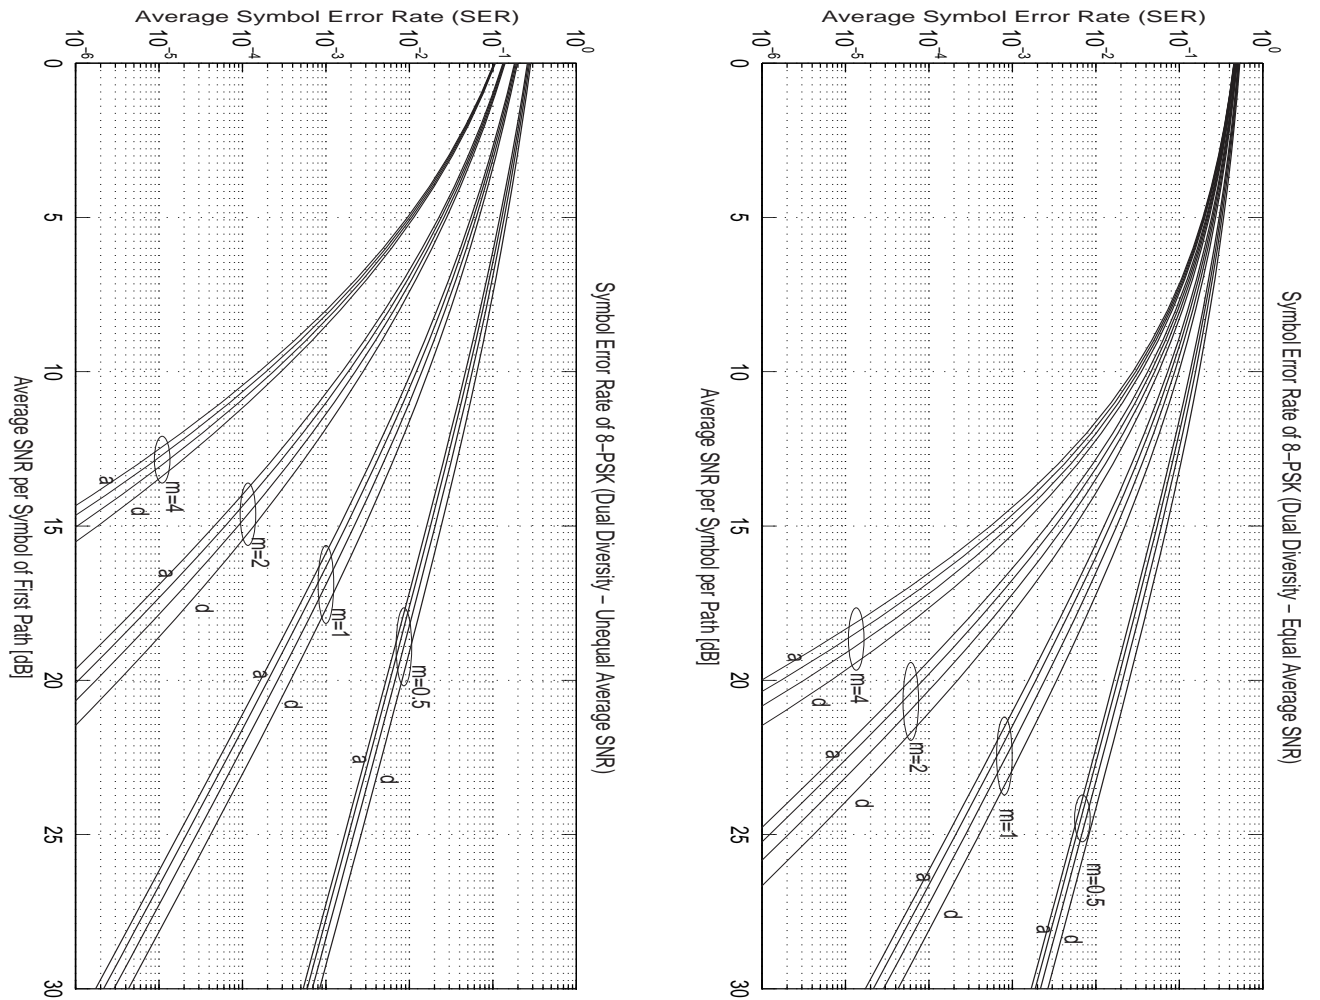 Symbol Error Rate of 8−PSK (Dual Diversity − Equal Average SNR)
Average Symbol Error Rate (SER)
10^0
10^−1
10^−2
10^−3
10^−4
10^−5
10^−6
0
5
10
15
20
25
30
Average SNR per Symbol per Path [dB]
m=0.5
m=1
m=2
m=4
a
d
a
d
a
d
a
d
Symbol Error Rate of 8−PSK (Dual Diversity − Unequal Average SNR)
Average Symbol Error Rate (SER)
10^0
10^−1
10^−2
10^−3
10^−4
10^−5
10^−6
0
5
10
15
20
25
30
Average SNR per Symbol of First Path [dB]
m=0.5
m=1
m=2
m=4
a
d
a
d
a
d
a
d